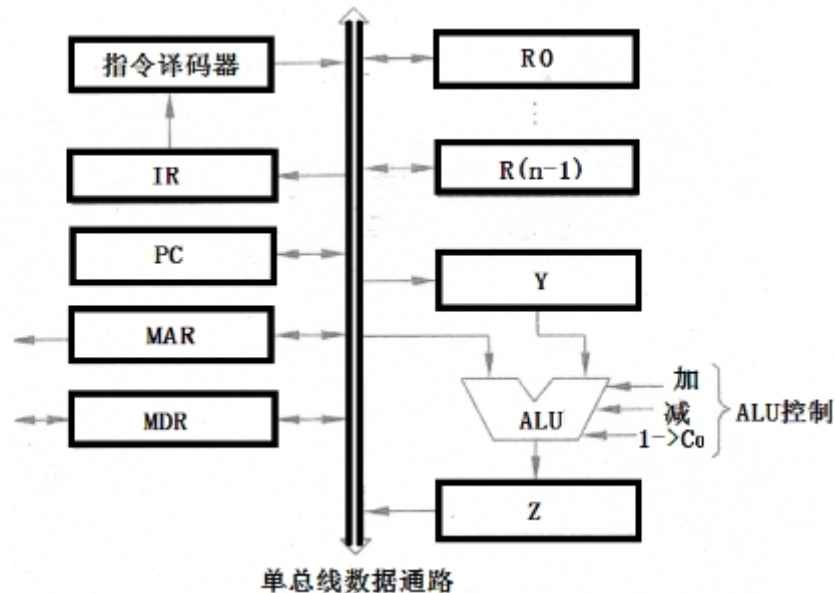 指令译码器
R0
IR
R(n-1)
PC
Y
MAR
加
MDR
ALU
减
ALU控制
1->C0
Z
单总线数据通路